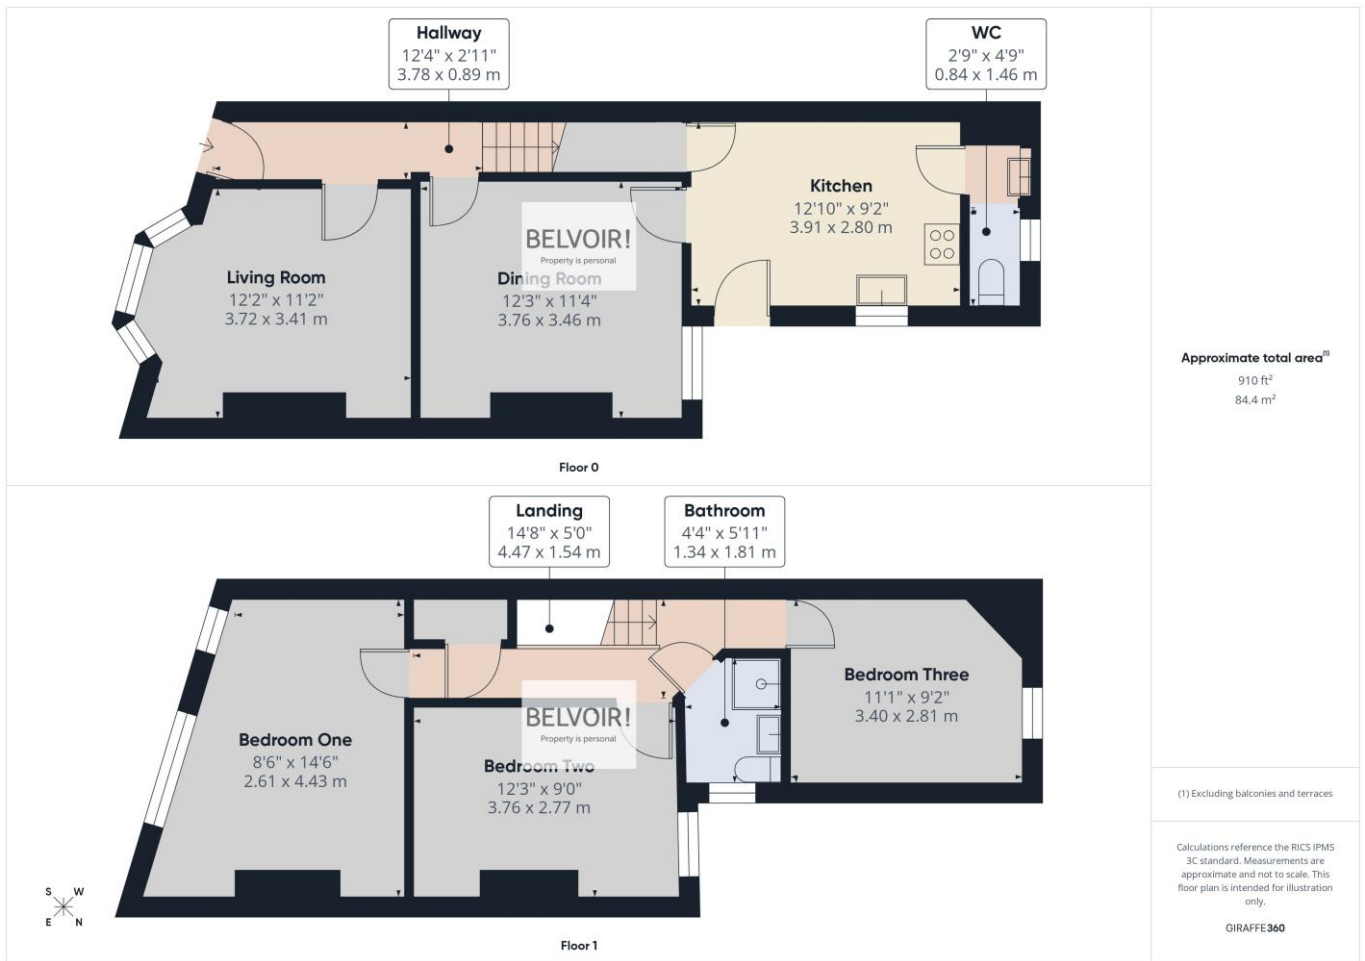 Hallway
12'4" x 2'11"
3.78 x 0.89 m
WC
2'9" x 4'9"
0.84 x 1.46 m
Kitchen
12'10" x 9'2"
3.91 x 2.80 m
Living Room
12'2" x 11'2"
3.72 x 3.41 m
BELVOIR!
Property is personal
Dining Room
12'3" x 11'4"
3.76 x 3.46 m
Floor 0
Landing
14'8" x 5'0"
4.47 x 1.54 m
Bathroom
4'4" x 5'11"
1.34 x 1.81 m
Bedroom One
8'6" x 14'6"
2.61 x 4.43 m
BELVOIR!
Property is personal
Bedroom Two
12'3" x 9'0"
3.76 x 2.77 m
Bedroom Three
11'1" x 9'2"
3.40 x 2.81 m
S W
E N
Floor 1
Approximate total area(1)
910 ft²
84.4 m²
(1) Excluding balconies and terraces
Calculations reference the RICS IPMS
3C standard. Measurements are
approximate and not to scale. This
floor plan is intended for illustration
only.
GIRAFFE360